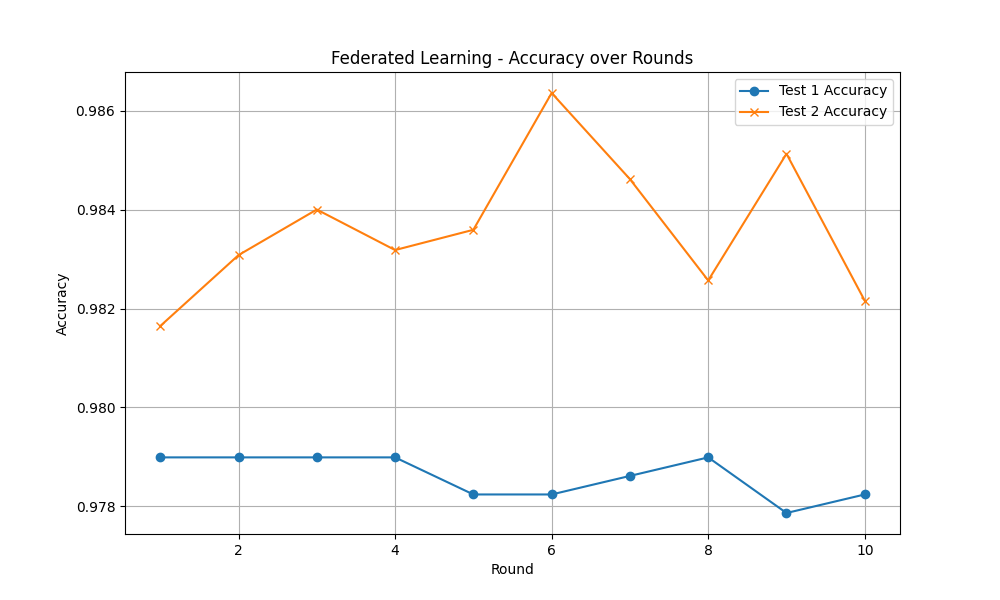 Federated Learning - Accuracy over Rounds
Test 1 Accuracy
Test 2 Accuracy
0.986
0.984
0.982
0.980
0.978
Accuracy
2
4
6
8
10
Round